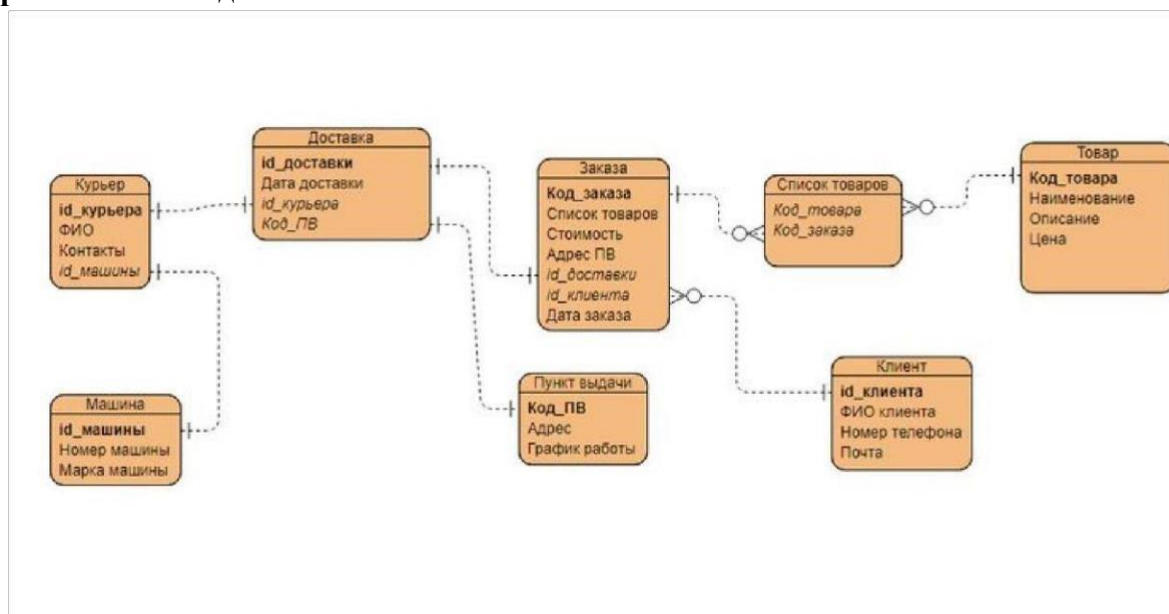 Курьер
id_курьера
ФИО
Контакты
id_машины
Доставка
id_доставки
Дата доставки
id_курьера
Код_ПВ
Заказа
Код_заказа
Список товаров
Стоимость
Адрес ПВ
id_доставки
id_клиента
Дата заказа
Список товаров
Код_товара
Код_заказа
Товар
Код_товара
Наименование
Описание
Цена
Машина
id_машины
Номер машины
Марка машины
Пункт выдачи
Код_ПВ
Адрес
График работы
Клиент
id_клиента
ФИО клиента
Номер телефона
Почта